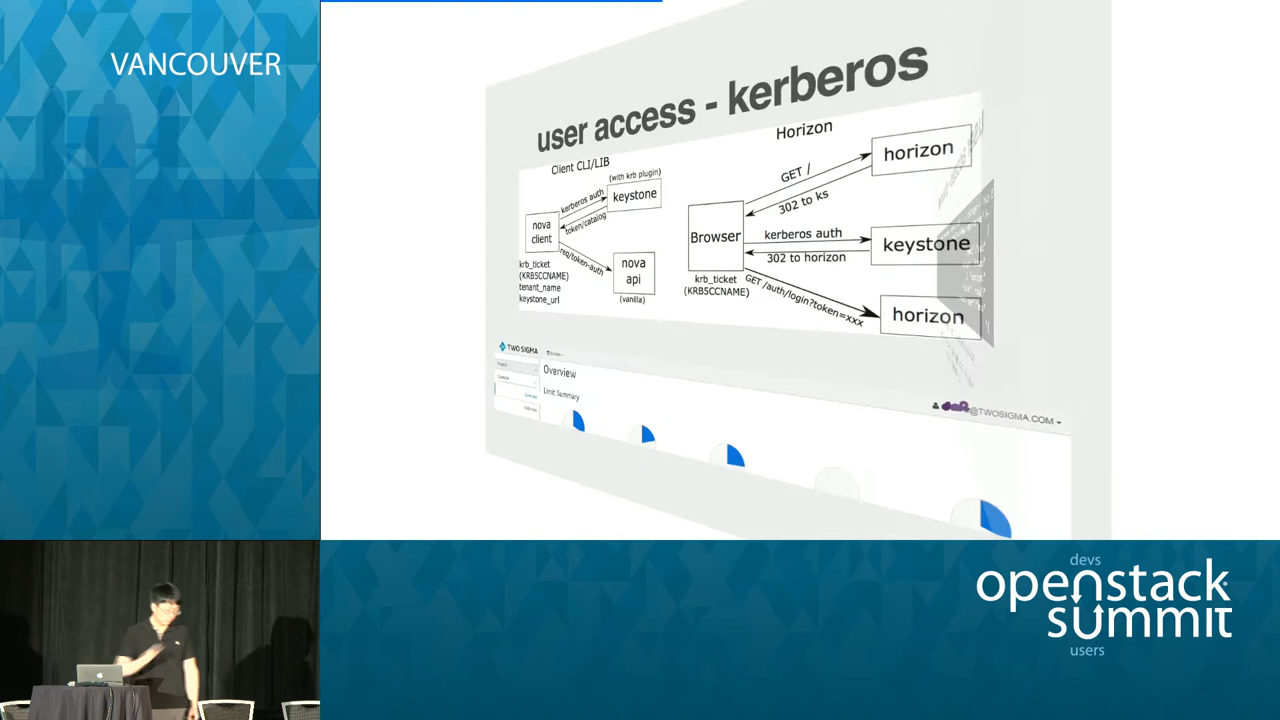 VANCOUVER
user access - kerberos
Client CLI/LIB
(with krb plugin)
keystone
kerberos auth
token/catalog
nova
client
req/token-auth
nova
api
(vanilla)
krb_ticket
(KRB5CCNAME)
tenant_name
keystone_url
Horizon
horizon
GET /
302 to ks
Browser
kerberos auth
302 to horizon
keystone
krb_ticket
(KRB5CCNAME)
GET /auth/login?token=xxx
horizon
TWO SIGMA
Overview
Limit Summary
@TWOSIGMA.COM
devs
openstack
summit
users